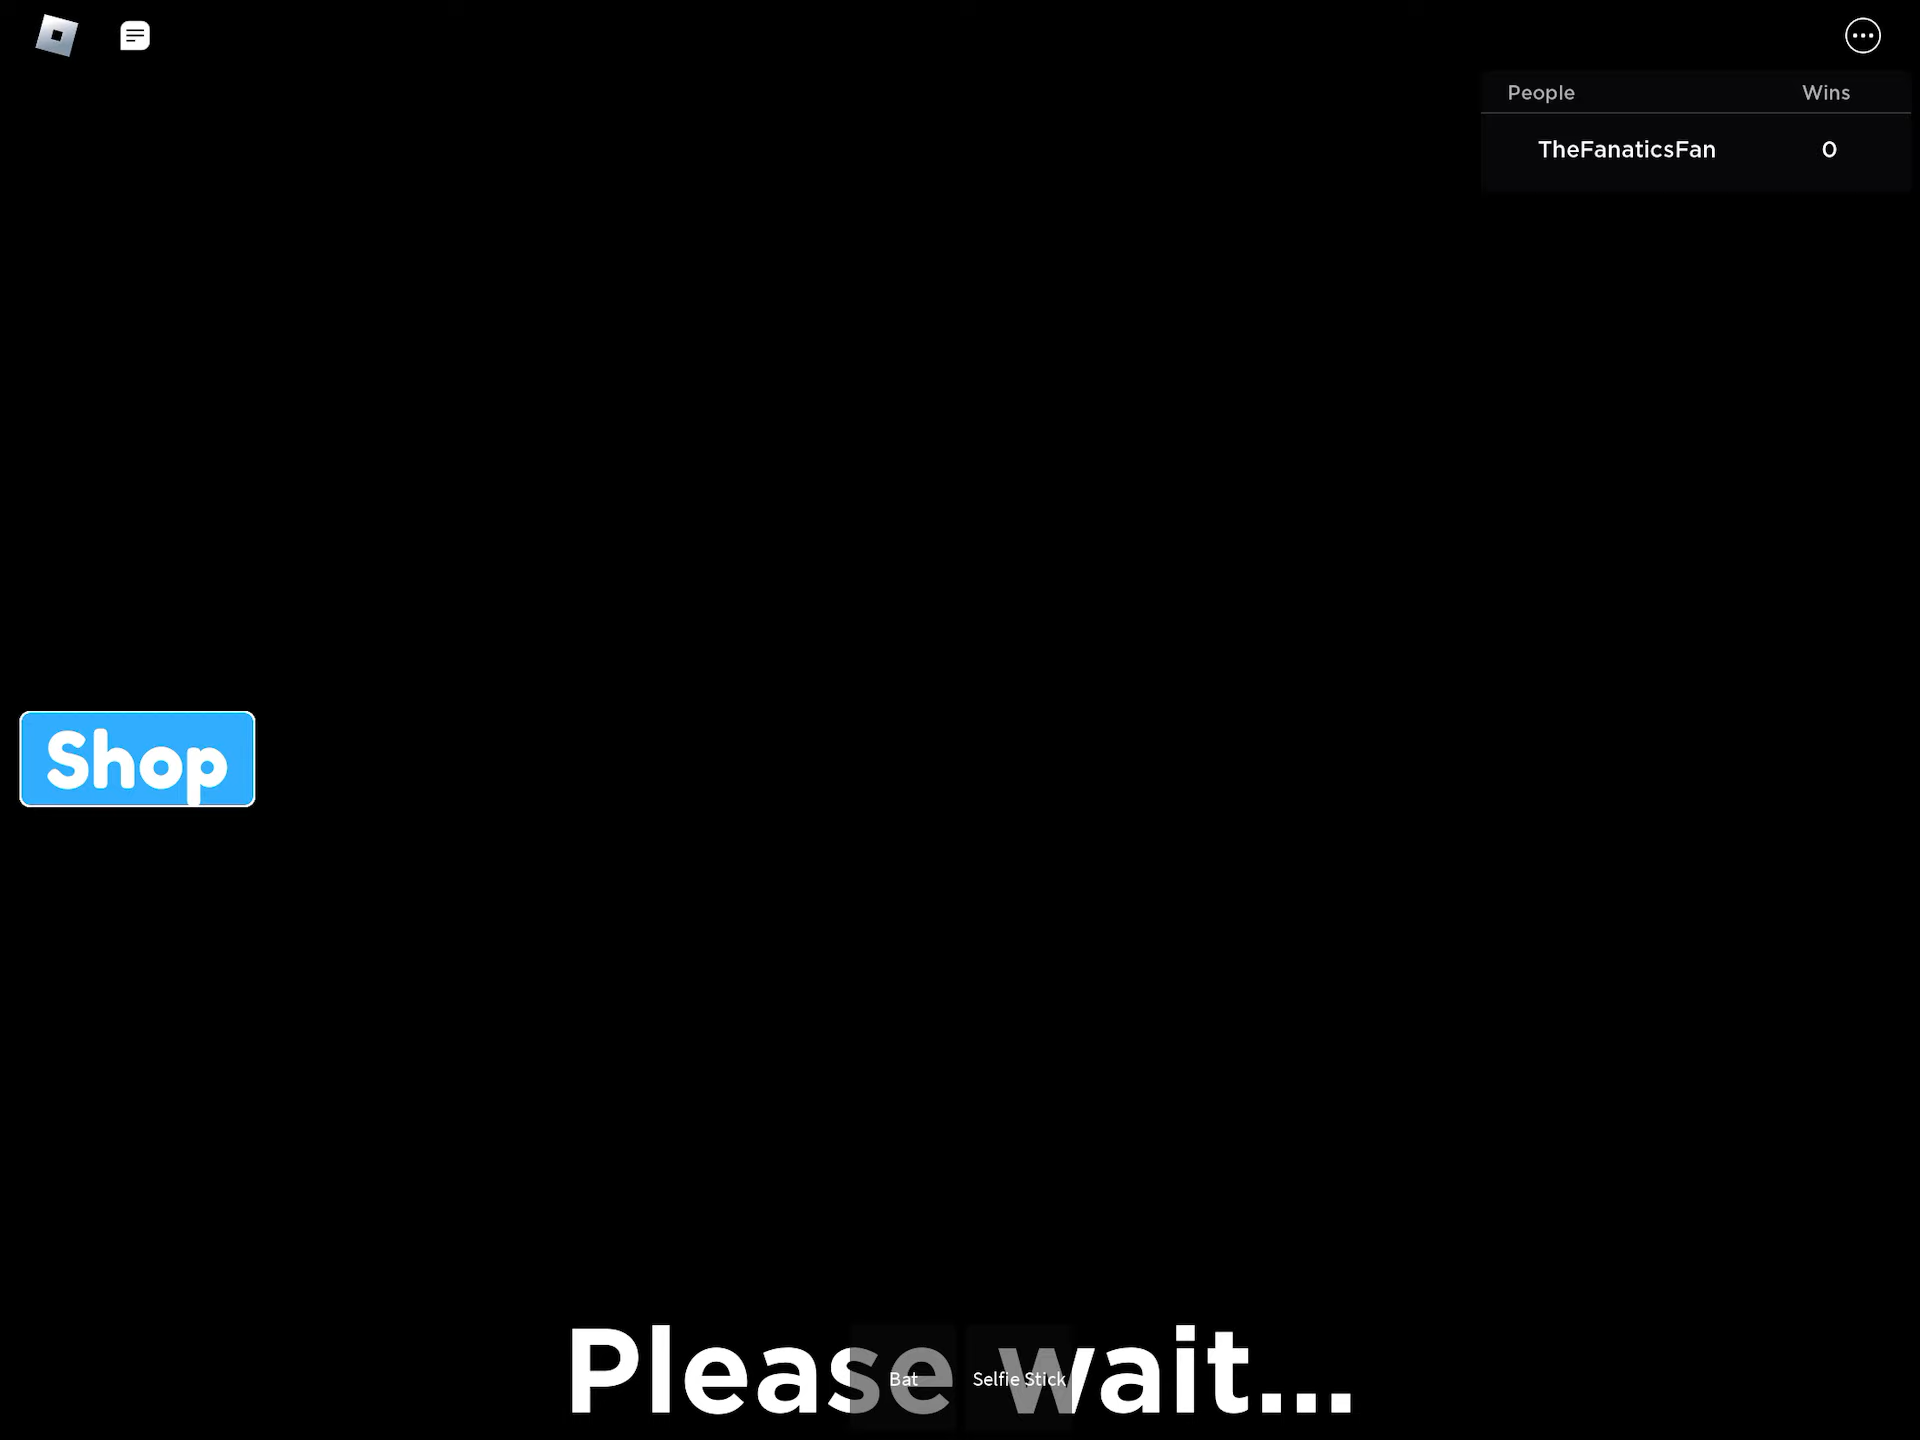 People Wins
TheFanaticsFan 0
Shop
Please wait...
Bat Selfie Stick